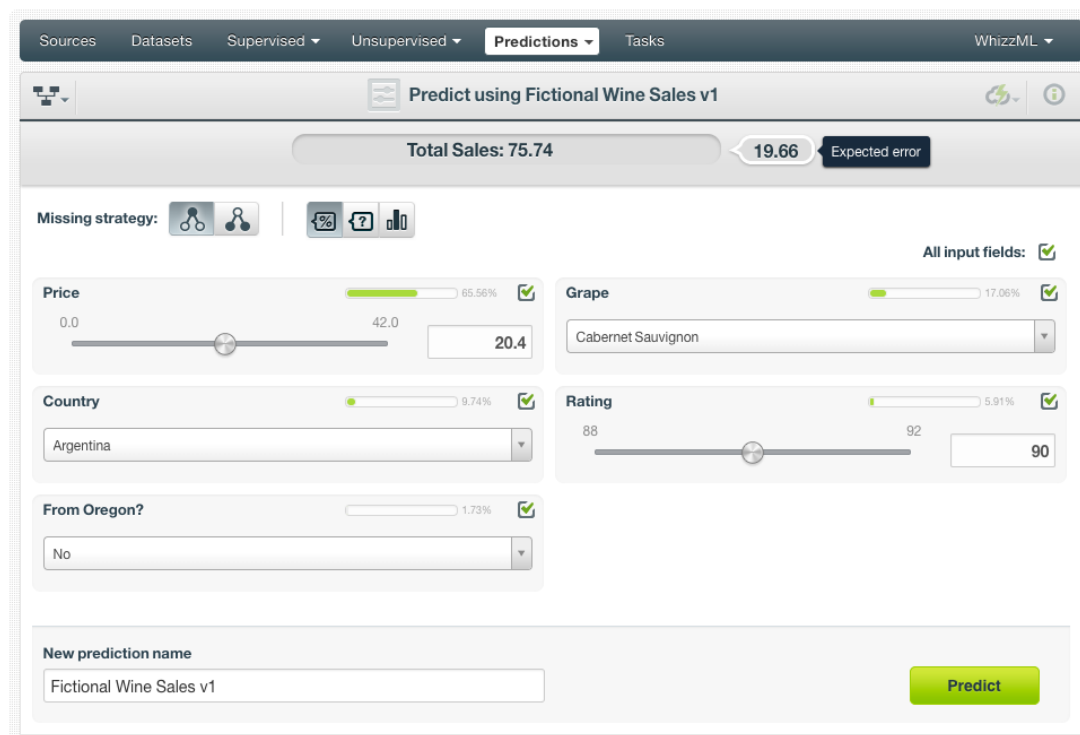 Sources Datasets Supervised Unsupervised Predictions Tasks WhizzML
Predict using Fictional Wine Sales v1
Total Sales: 75.74 19.66 Expected error
Missing strategy: % ?
All input fields:
Price 65.56%
0.0 42.0
20.4
Grape 17.06%
Cabernet Sauvignon
Country 9.74%
Argentina
Rating 5.91%
88 92
90
From Oregon? 1.73%
No
New prediction name
Fictional Wine Sales v1
Predict